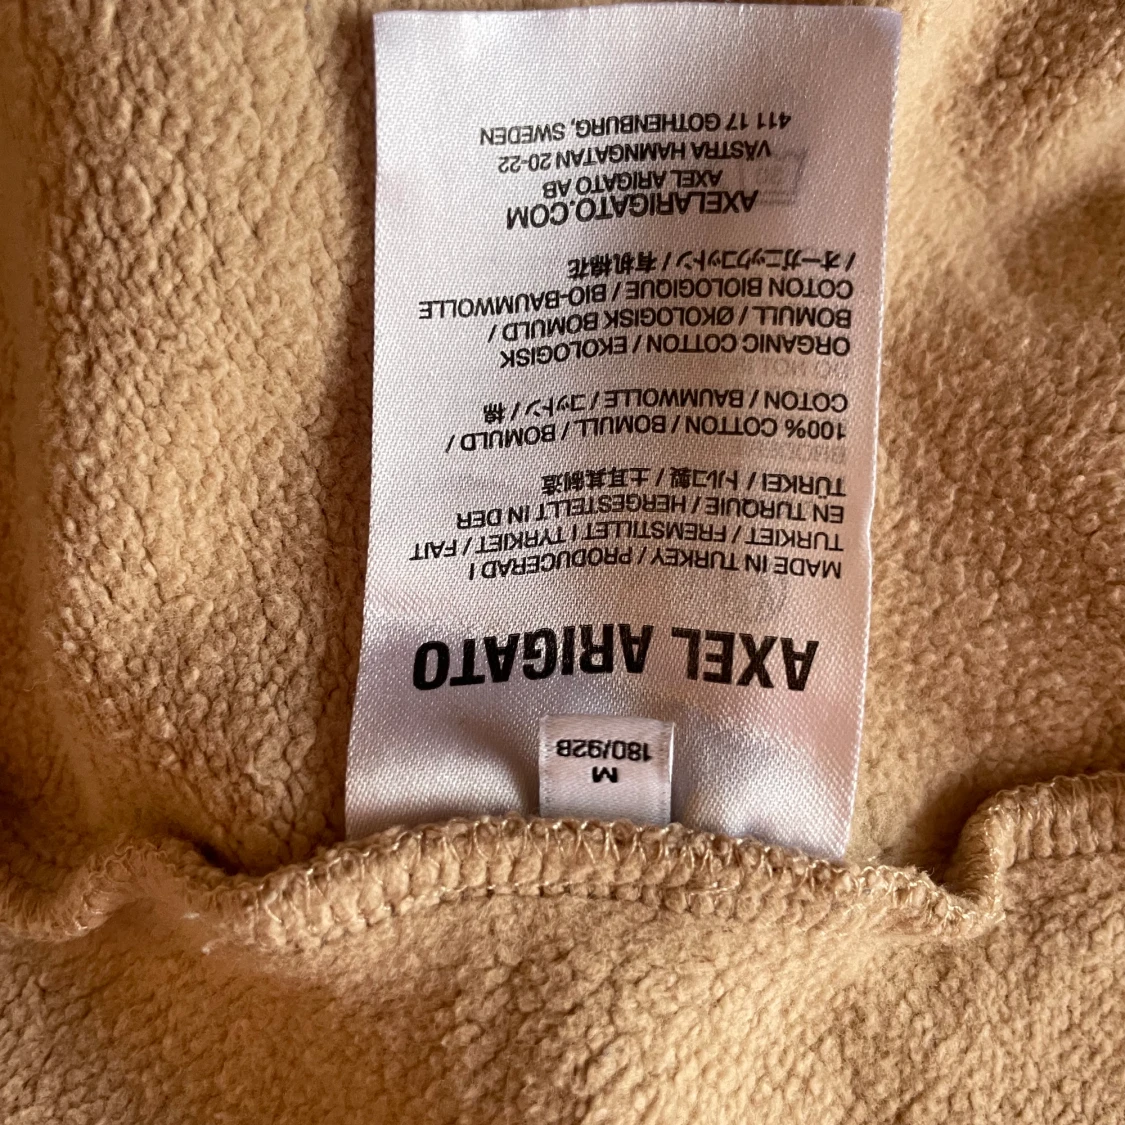 M
180/92B
AXEL ARIGATO
MADE IN TURKEY / PRODUCERAD I
TURKIET / FREMSTILLET I TYRKIET / FAIT
EN TURQUIE / HERGESTELLT IN DER
TÜRKEI / トルコ製 / 土耳其制造
100% COTTON / BOMULL / BOMULD /
COTON / BAUMWOLLE / コットン / 棉
ORGANIC COTTON / EKOLOGISK
BOMULL / ØKOLOGISK BOMULD /
COTON BIOLOGIQUE / BIO-BAUMWOLLE
/ オーガニックコットン / 有机棉花
AXELARIGATO.COM
AXEL ARIGATO AB
VÄSTRA HAMNGATAN 20-22
411 17 GOTHENBURG, SWEDEN